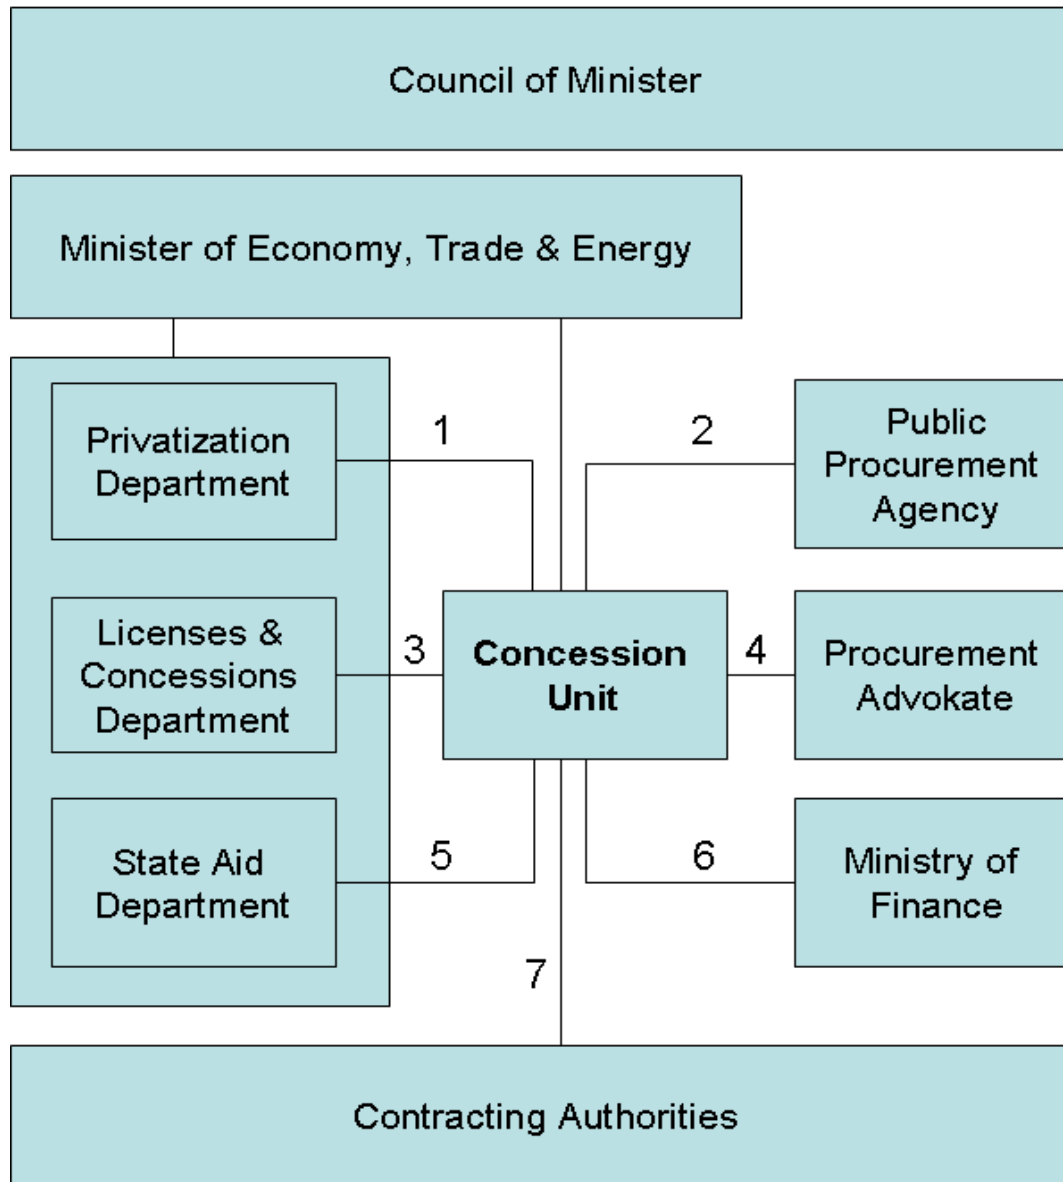 Council of Minister
Minister of Economy, Trade & Energy
Privatization
Department
1
2
Public
Procurement
Agency
Licenses &
Concessions
Department
3
Concession
Unit
4
Procurement
Advokate
State Aid
Department
5
6
Ministry of
Finance
7
Contracting Authorities